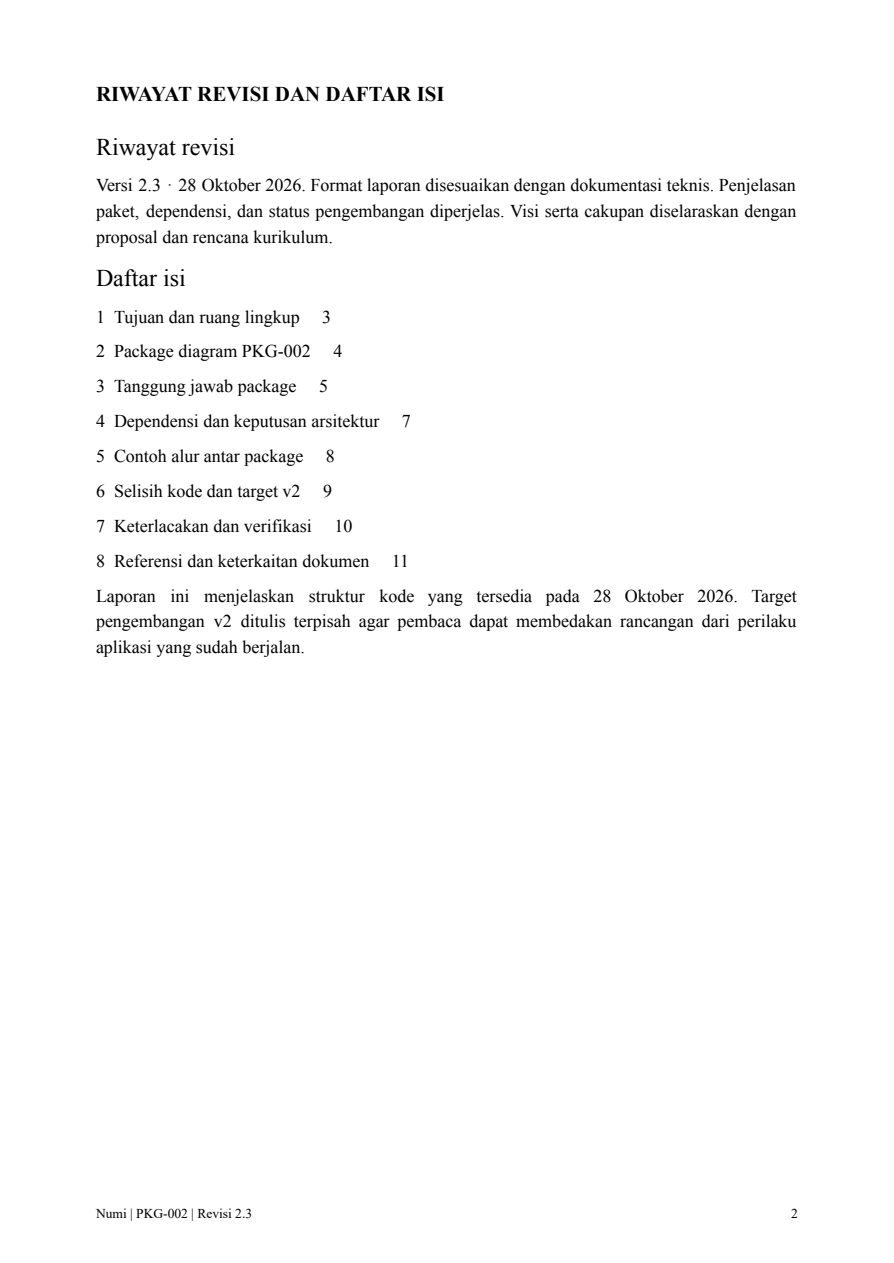 RIWAYAT REVISI DAN DAFTAR ISI
Riwayat revisi
Versi 2.3 · 28 Oktober 2026. Format laporan disesuaikan dengan dokumentasi teknis. Penjelasan
paket, dependensi, dan status pengembangan diperjelas. Visi serta cakupan diselaraskan dengan
proposal dan rencana kurikulum.
Daftar isi
1 Tujuan dan ruang lingkup 3
2 Package diagram PKG-002 4
3 Tanggung jawab package 5
4 Dependensi dan keputusan arsitektur 7
5 Contoh alur antar package 8
6 Selisih kode dan target v2 9
7 Keterlacakan dan verifikasi 10
8 Referensi dan keterkaitan dokumen 11
Laporan ini menjelaskan struktur kode yang tersedia pada 28 Oktober 2026. Target
pengembangan v2 ditulis terpisah agar pembaca dapat membedakan rancangan dari perilaku
aplikasi yang sudah berjalan.
Numi | PKG-002 | Revisi 2.3 2